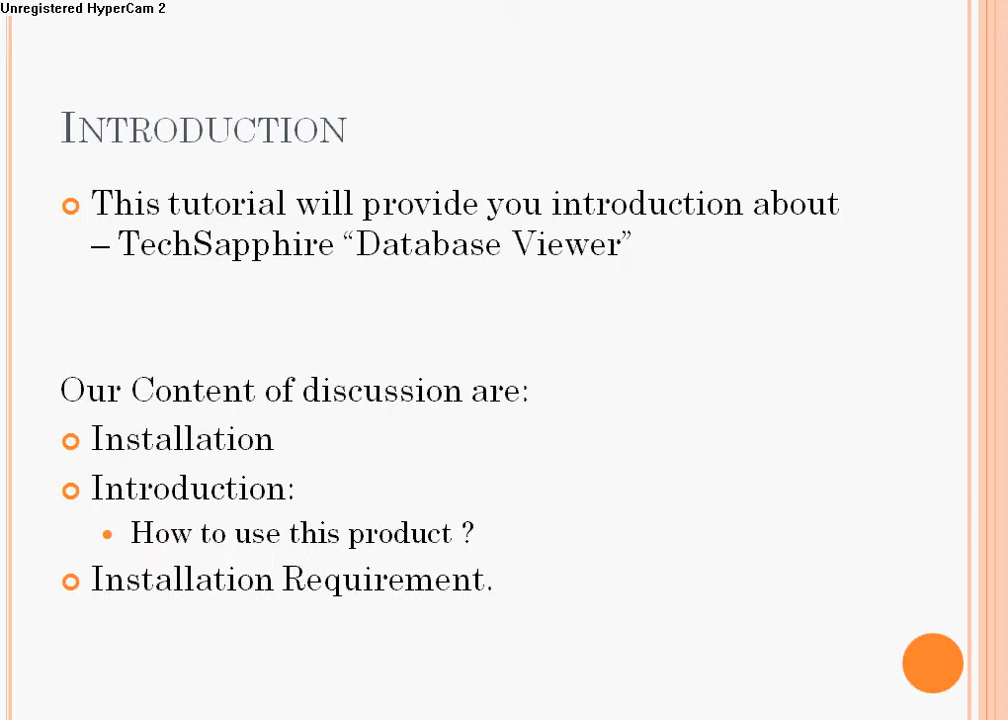 Unregistered HyperCam 2
INTRODUCTION
This tutorial will provide you introduction about
– TechSapphire “Database Viewer”
Our Content of discussion are:
Installation
Introduction:
How to use this product ?
Installation Requirement.